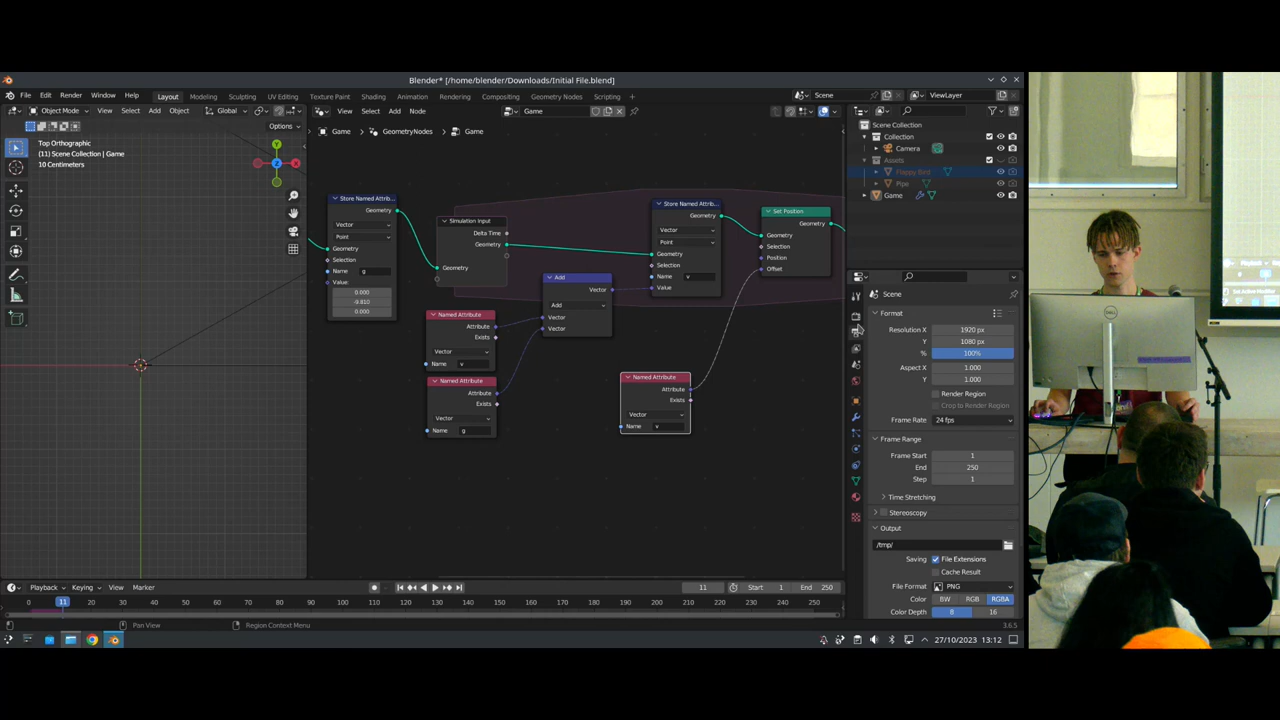 Blender* [/home/blender/Downloads/Initial File.blend]
File Edit Render Window Help Layout Modeling Sculpting UV Editing Texture Paint Shading Animation Rendering Compositing Geometry Nodes Scripting + Scene ViewLayer
Object Mode View Select Add Object Global View Select Add Node Game
Options
Game > GeometryNodes > Game
Top Orthographic
(11) Scene Collection | Game
10 Centimeters
Y
Z
X
Scene Collection
Collection
Camera
Assets
Flappy Bird
Pipe
Game
Store Named Attrib...
Geometry
Vector
Point
Geometry
Selection
Name g
Value:
0.000
-9.810
0.000
Simulation Input
Delta Time
Geometry
Geometry
Store Named Attrib...
Geometry
Vector
Point
Geometry
Selection
Name v
Value
Set Position
Geometry
Geometry
Selection
Position
Offset
Add
Vector
Add
Vector
Vector
Named Attribute
Attribute
Exists
Vector
Name v
Named Attribute
Attribute
Exists
Vector
Name g
Named Attribute
Attribute
Exists
Vector
Name v
Scene
Format
Resolution X 1920 px
Y 1080 px
% 100%
Aspect X 1.000
Y 1.000
Render Region
Crop to Render Region
Frame Rate 24 fps
Frame Range
Frame Start 1
End 250
Step 1
Time Stretching
Stereoscopy
Output
/tmp/
Saving File Extensions
Cache Result
File Format PNG
Color BW RGB RGBA
Color Depth 8 16
Playback Keying View Marker 11 Start 1 End 250
0 11 20 30 40 50 60 70 80 90 100 110 120 130 140 150 160 170 180 190 200 210 220 230 240 250
Pan View Region Context Menu 3.6.5
27/10/2023 13:12
DELL